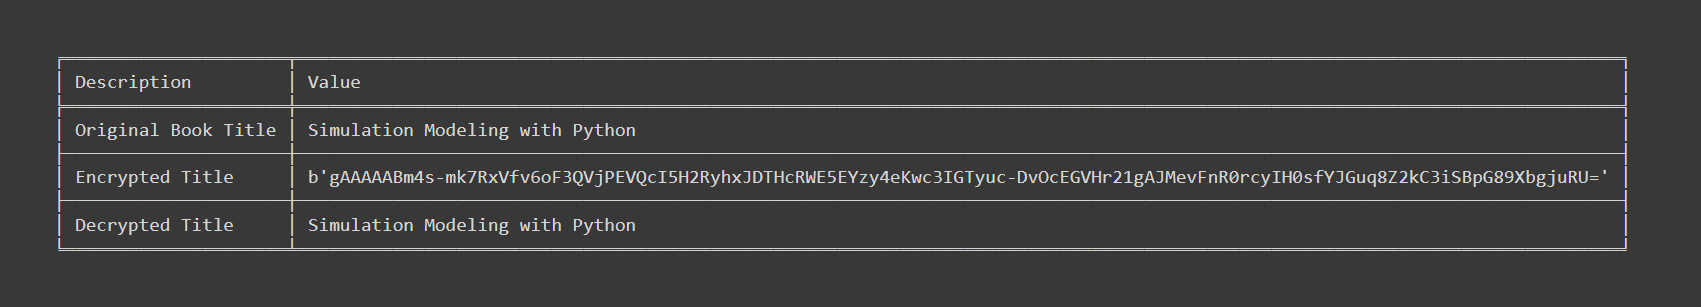 Description Value
Original Book Title Simulation Modeling with Python
Encrypted Title b'gAAAAABm4s-mk7RxVfv6oF3QVjPEVQcI5H2RyhxJDTHcRWE5EYzy4eKwc3IGTyuc-DvOcEGVHr21gAJMevFnR0rcyIH0sfYJGuq8Z2kC3iSBpG89XbgjuRU='
Decrypted Title Simulation Modeling with Python